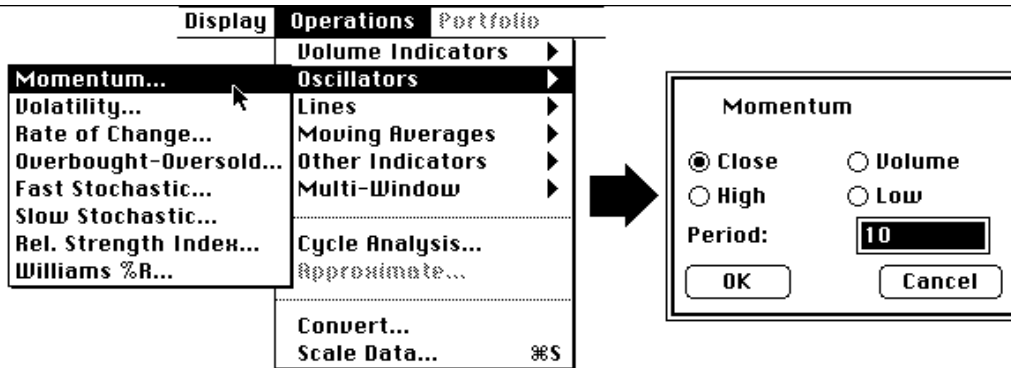 Display Operations Portfolio
Volume Indicators
Oscillators
Lines
Moving Averages
Other Indicators
Multi-Window
Cycle Analysis...
Approximate...
Convert...
Scale Data... ⌘S
Momentum...
Volatility...
Rate of Change...
Overbought-Oversold...
Fast Stochastic...
Slow Stochastic...
Rel. Strength Index...
Williams %R...
Momentum
Close Volume
High Low
Period: 10
OK Cancel